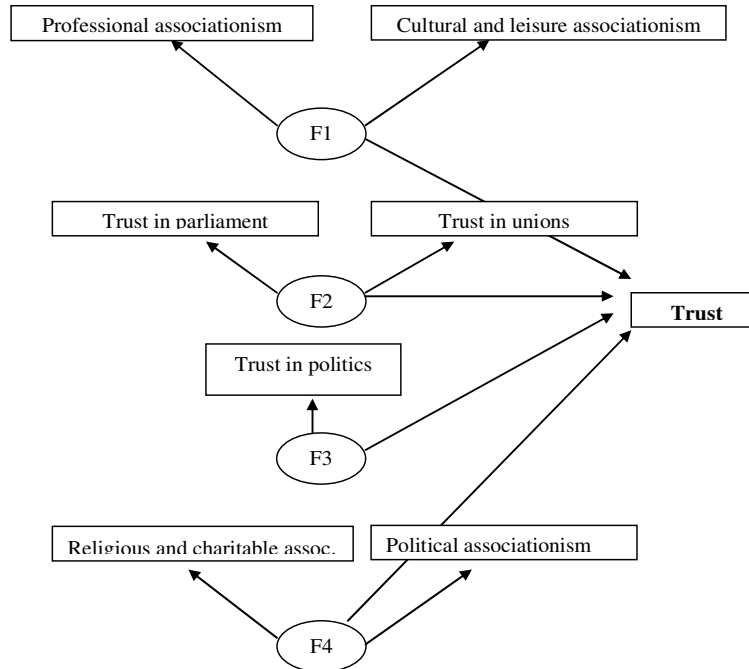 Professional associationism
Cultural and leisure associationism
F1
Trust in parliament
Trust in unions
F2
Trust
Trust in politics
F3
Religious and charitable assoc.
Political associationism
F4